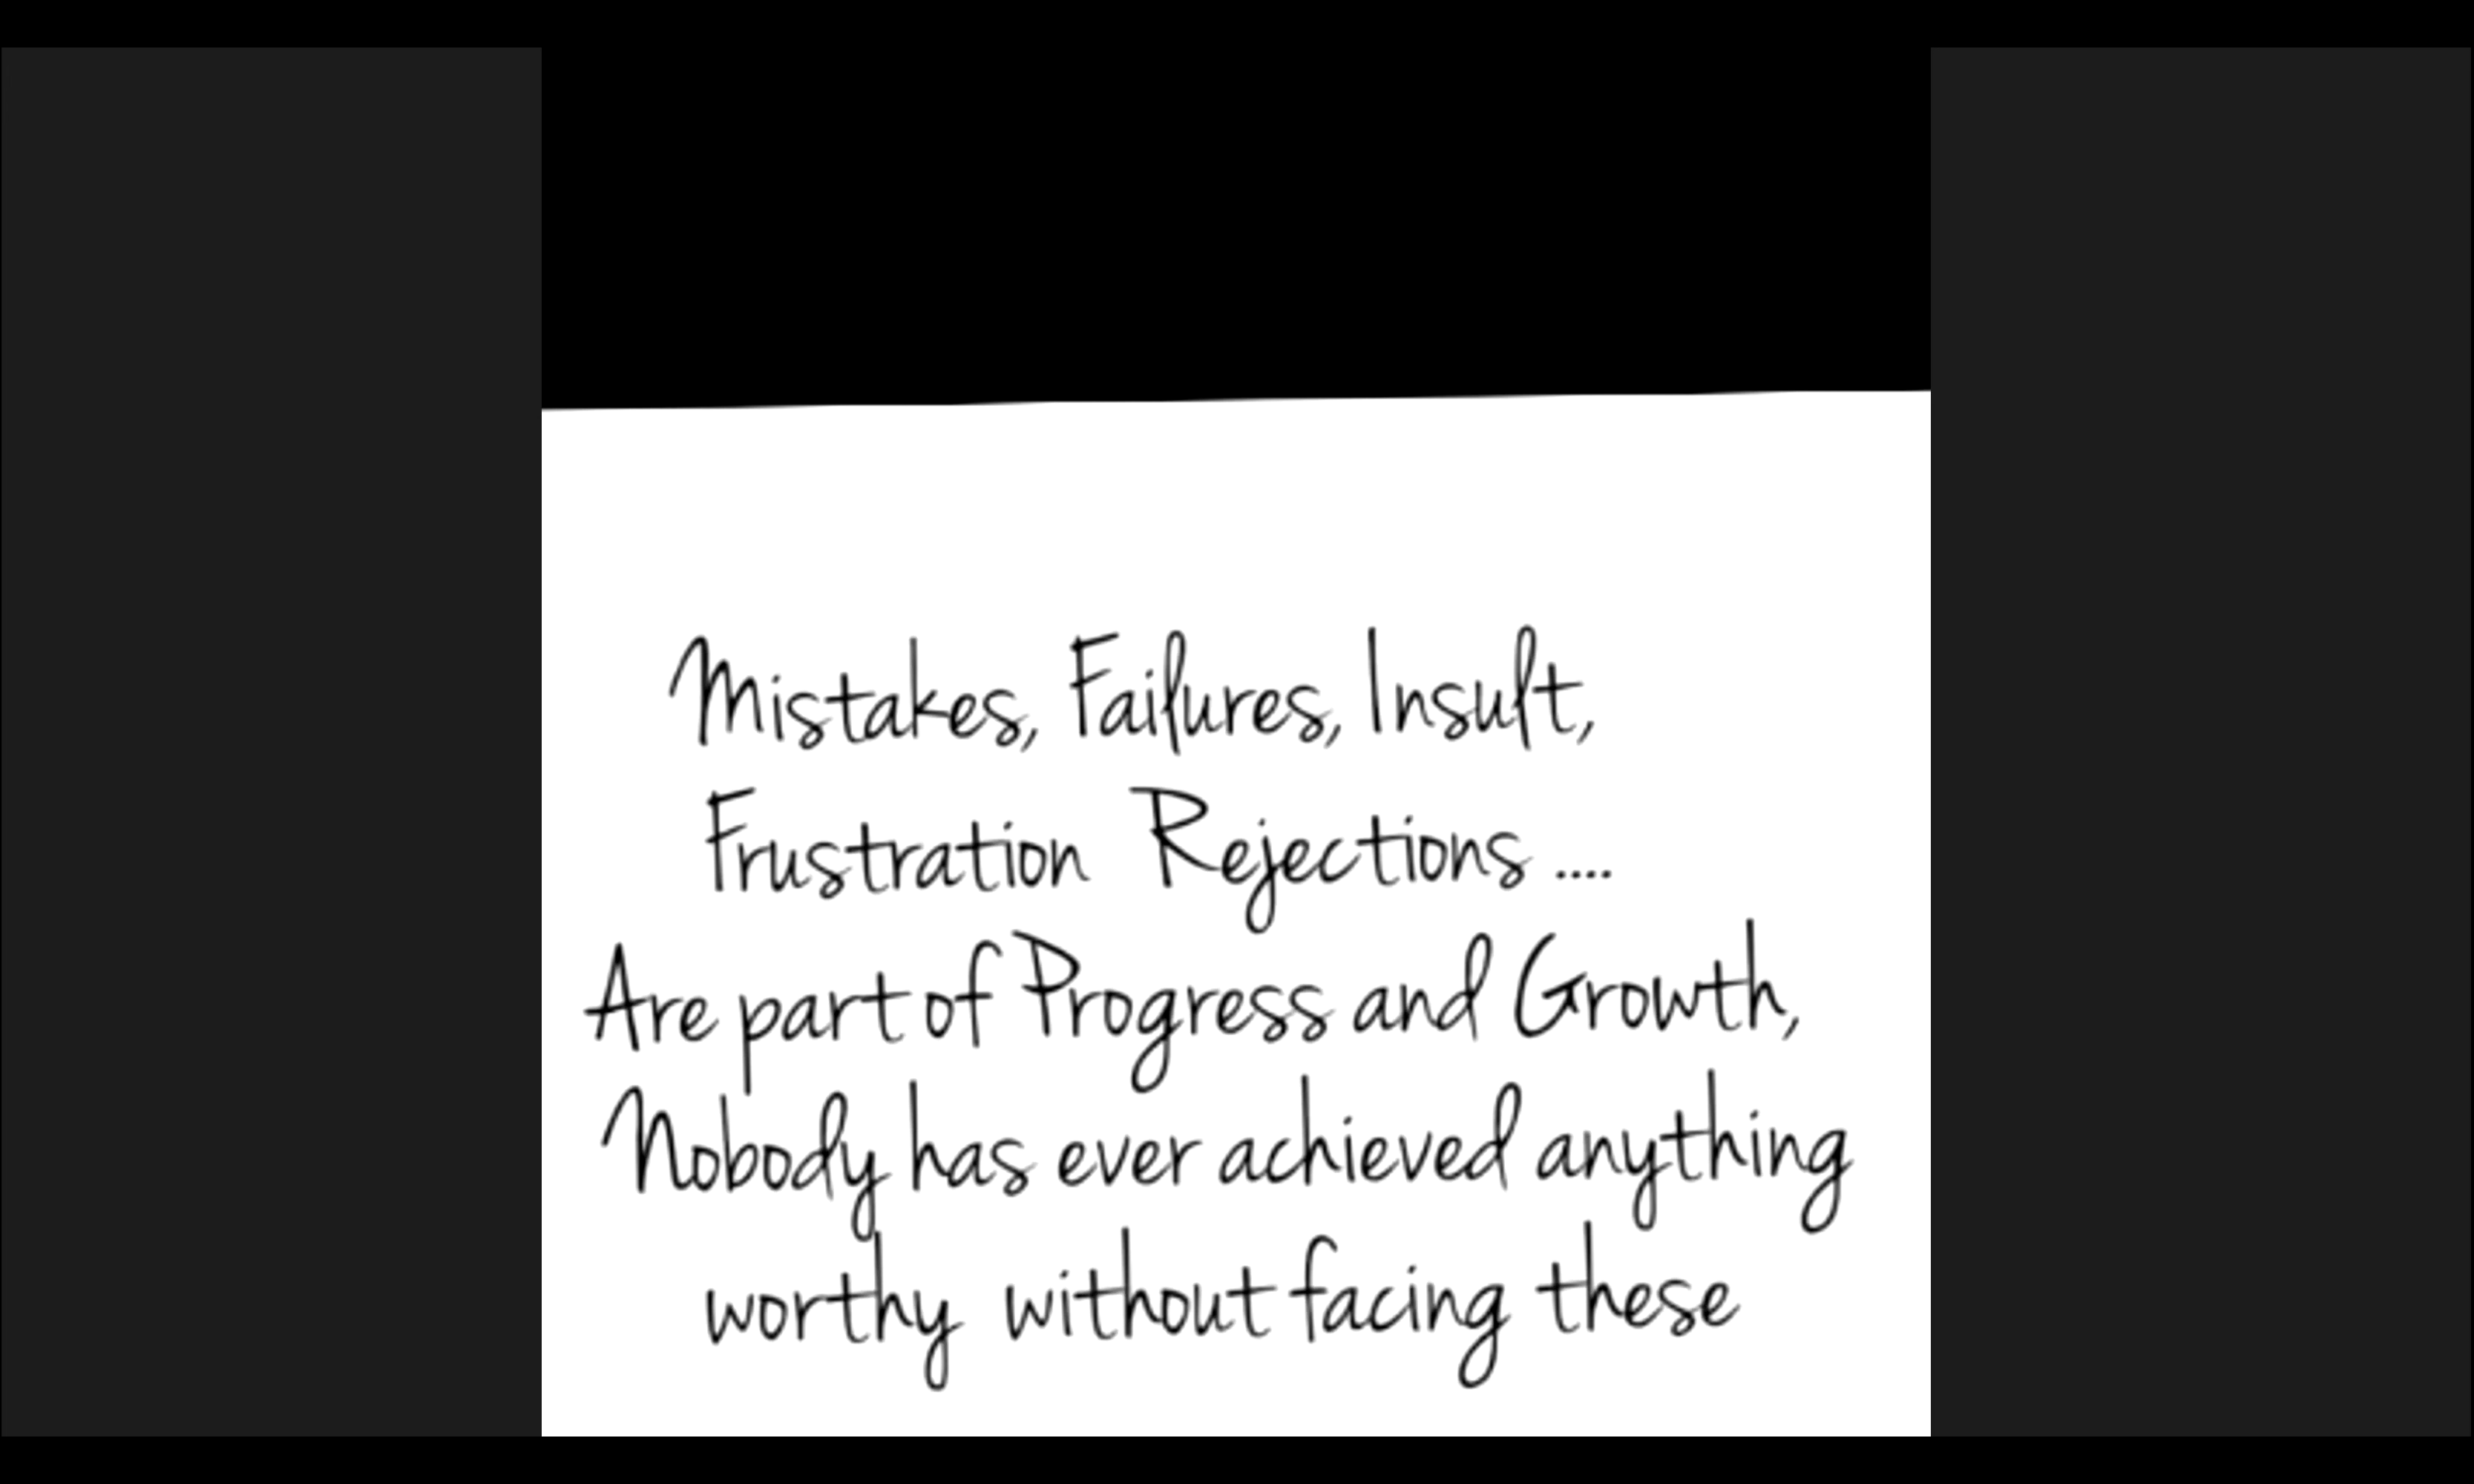 Mistakes, Failures, Insult,
Frustration Rejections ....
Are part of Progress and Growth,
Nobody has ever achieved anything
worthy without facing these